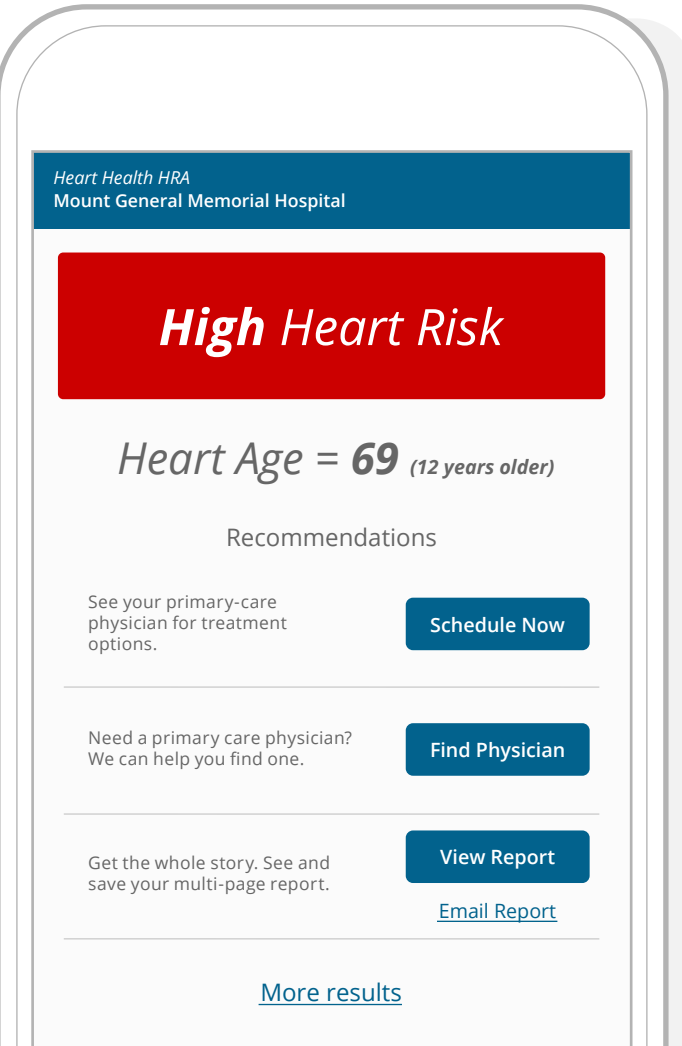 Heart Health HRA
Mount General Memorial Hospital
High Heart Risk
Heart Age = 69 (12 years older)
Recommendations
See your primary-care
physician for treatment
options.
Schedule Now
Need a primary care physician?
We can help you find one.
Find Physician
Get the whole story. See and
save your multi-page report.
View Report
Email Report
More results